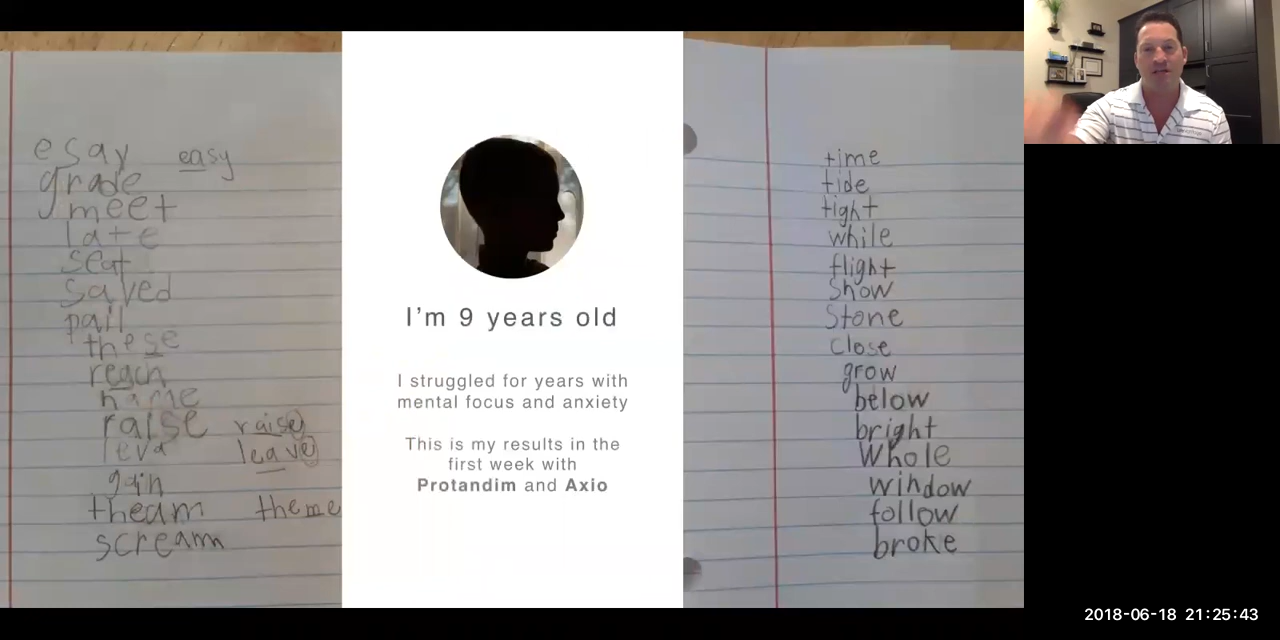 esay easy
grade
meet
late
seat
saved
pail
these
reach
name
raise raise
leva leave
gain
theam theme
scream
I'm 9 years old
I struggled for years with
mental focus and anxiety
This is my results in the
first week with
Protandim and Axio
time
tide
tight
while
flight
Show
Stone
Close
grow
below
bright
Whole
window
follow
broke
2018-06-18 21:25:43